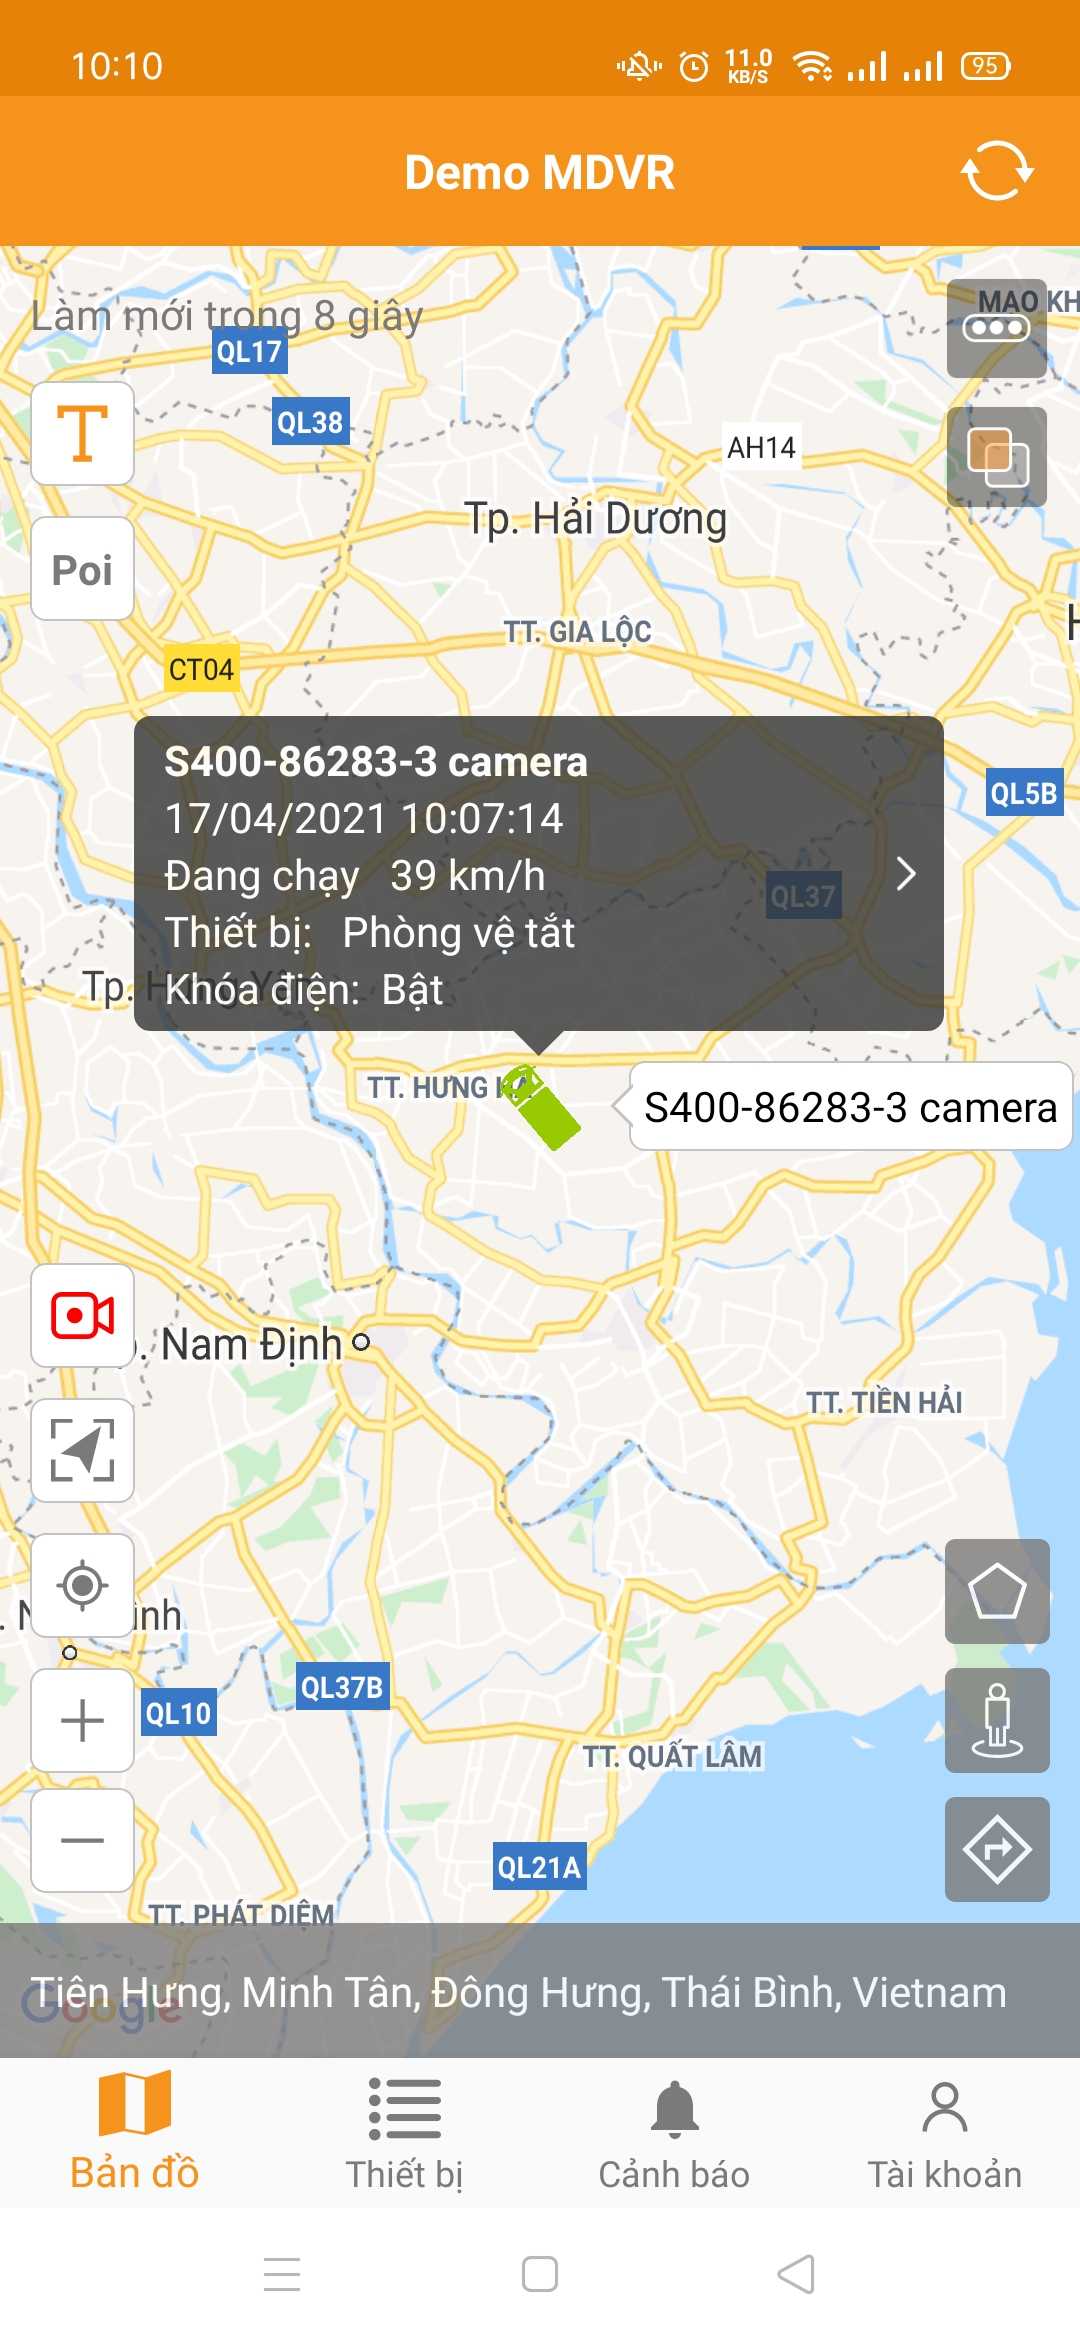 10:10
11.0
KB/S
95
Demo MDVR
Làm mới trong 8 giây
MAO KH
QL17
QL38
AH14
Tp. Hải Dương
Poi
TT. GIA LỘC
H
CT04
S400-86283-3 camera
17/04/2021 10:07:14
Đang chạy 39 km/h
Thiết bị: Phòng vệ tắt
Khóa điện: Bật
QL5B
QL37
Tp. Hưng Yên
TT. HƯNG HÀ
S400-86283-3 camera
. Nam Định
TT. TIỀN HẢI
. N inh
QL37B
QL10
TT. QUẤT LÂM
QL21A
TT. PHÁT DIỆM
Tiên Hưng, Minh Tân, Đông Hưng, Thái Bình, Vietnam
Google
Bản đồ
Thiết bị
Cảnh báo
Tài khoản